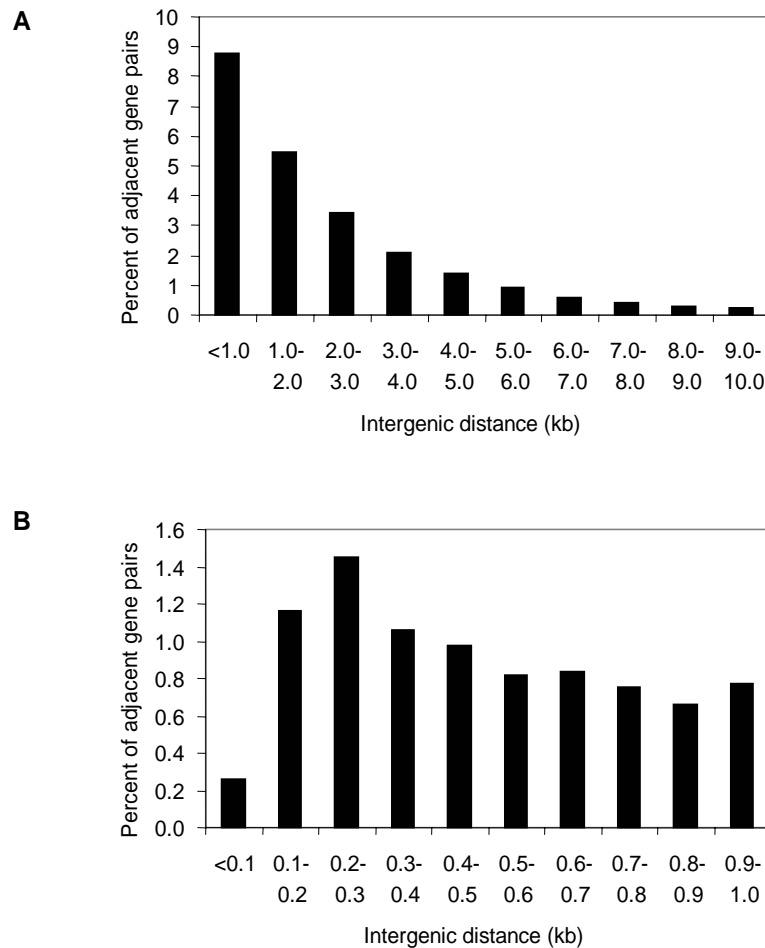 A
Percent of adjacent gene pairs
10
9
8
7
6
5
4
3
2
1
0
<1.0 1.0- 2.0- 3.0- 4.0- 5.0- 6.0- 7.0- 8.0- 9.0-
2.0 3.0 4.0 5.0 6.0 7.0 8.0 9.0 10.0
Intergenic distance (kb)
B
Percent of adjacent gene pairs
1.6
1.4
1.2
1.0
0.8
0.6
0.4
0.2
0.0
<0.1 0.1- 0.2- 0.3- 0.4- 0.5- 0.6- 0.7- 0.8- 0.9-
0.2 0.3 0.4 0.5 0.6 0.7 0.8 0.9 1.0
Intergenic distance (kb)